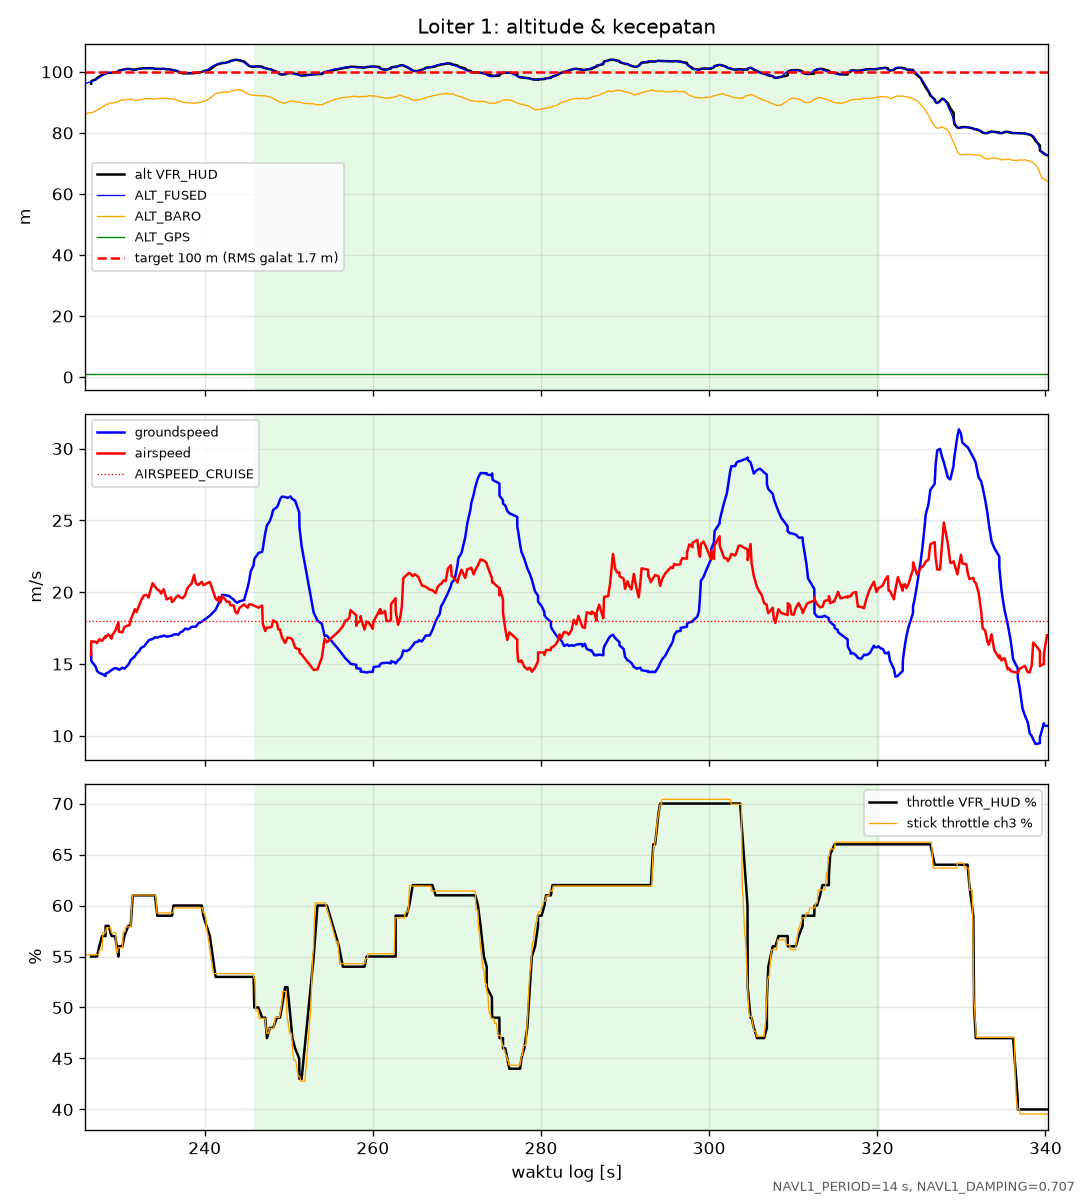 Loiter 1: altitude & kecepatan
100
80
60
40
20
0
m
alt VFR_HUD
ALT_FUSED
ALT_BARO
ALT_GPS
target 100 m (RMS galat 1.7 m)
30
25
20
15
10
m/s
groundspeed
airspeed
AIRSPEED_CRUISE
70
65
60
55
50
45
40
%
throttle VFR_HUD %
stick throttle ch3 %
240 260 280 300 320 340
waktu log [s]
NAVL1_PERIOD=14 s, NAVL1_DAMPING=0.707